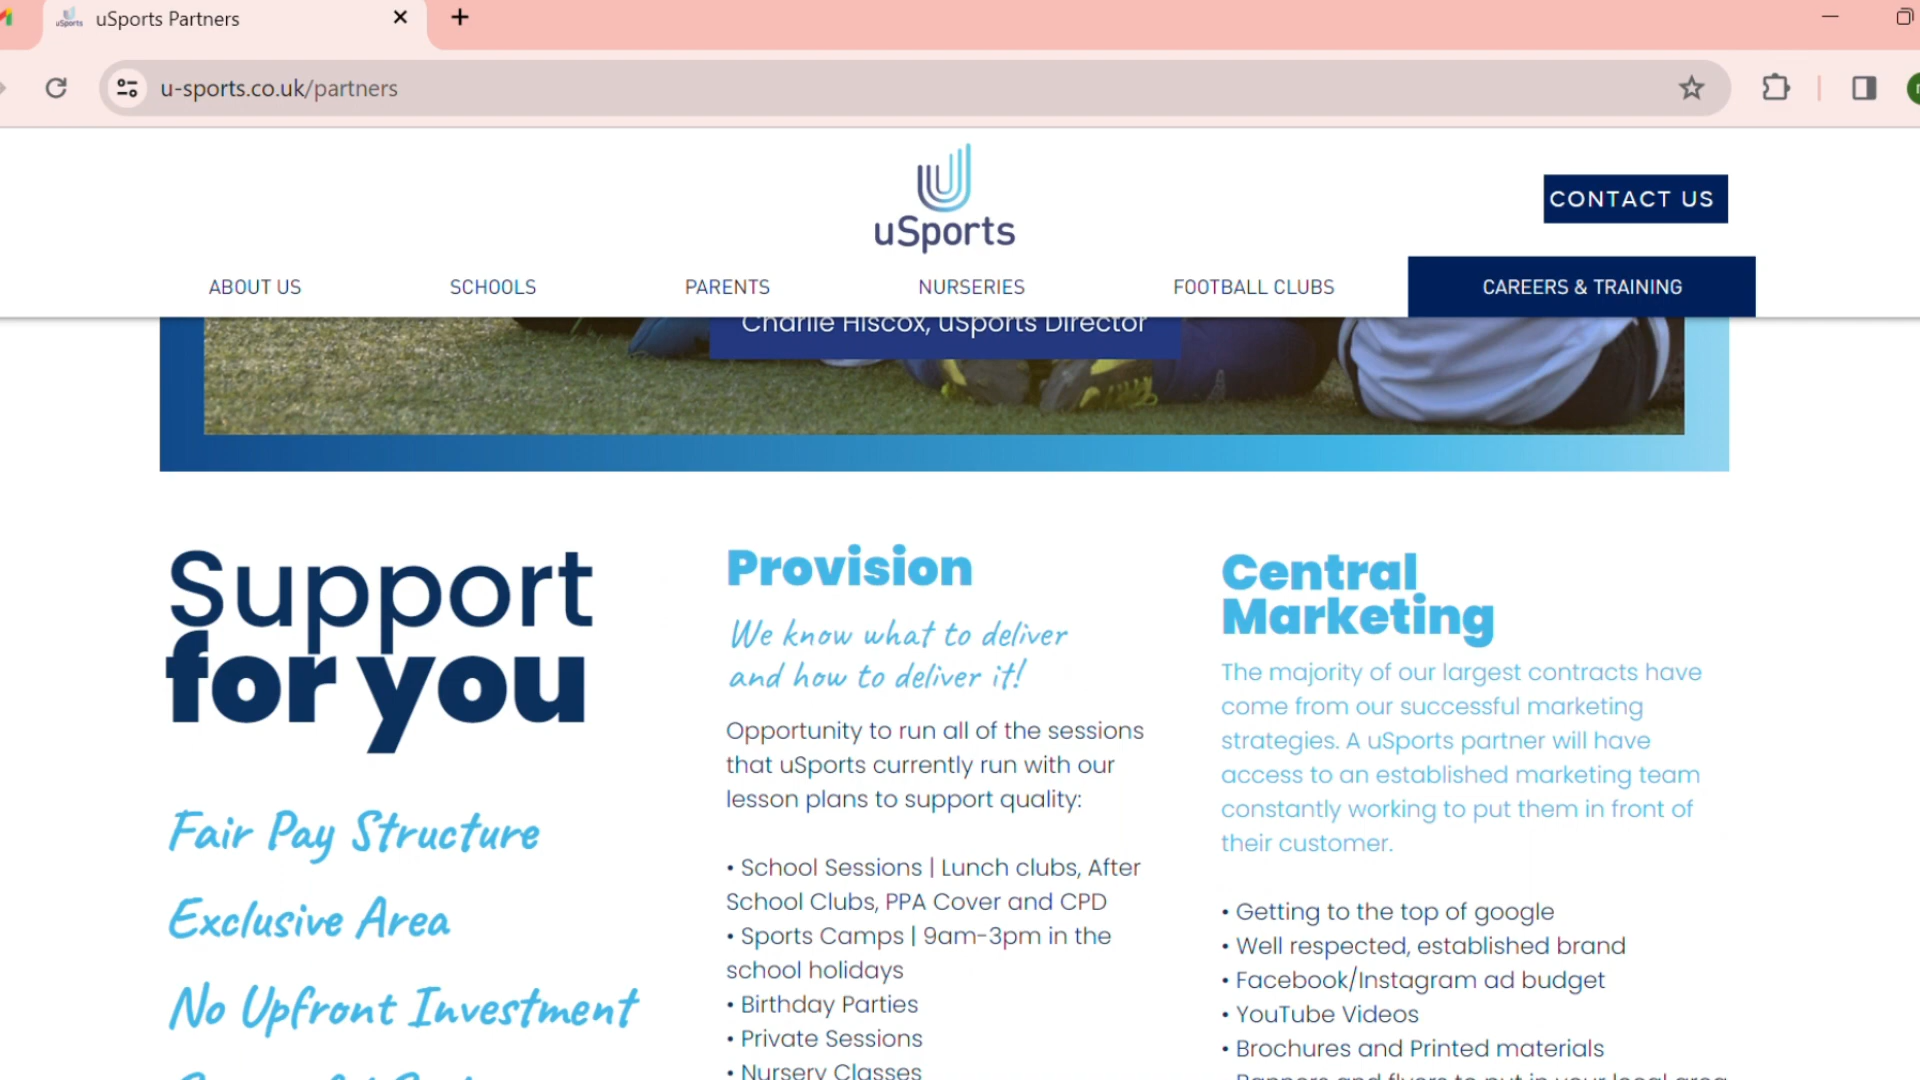 uSports
uSports Partners
u-sports.co.uk/partners
uSports
CONTACT US
ABOUT US
SCHOOLS
PARENTS
NURSERIES
FOOTBALL CLUBS
CAREERS & TRAINING
Charlie Hiscox, uSports Director
Support
for you
Fair Pay Structure
Exclusive Area
No Upfront Investment
Provision
We know what to deliver
and how to deliver it!
Opportunity to run all of the sessions
that uSports currently run with our
lesson plans to support quality:
• School Sessions | Lunch clubs, After
School Clubs, PPA Cover and CPD
• Sports Camps | 9am-3pm in the
school holidays
• Birthday Parties
• Private Sessions
• Nursery Classes
Central
Marketing
The majority of our largest contracts have
come from our successful marketing
strategies. A uSports partner will have
access to an established marketing team
constantly working to put them in front of
their customer.
• Getting to the top of google
• Well respected, established brand
• Facebook/Instagram ad budget
• YouTube Videos
• Brochures and Printed materials